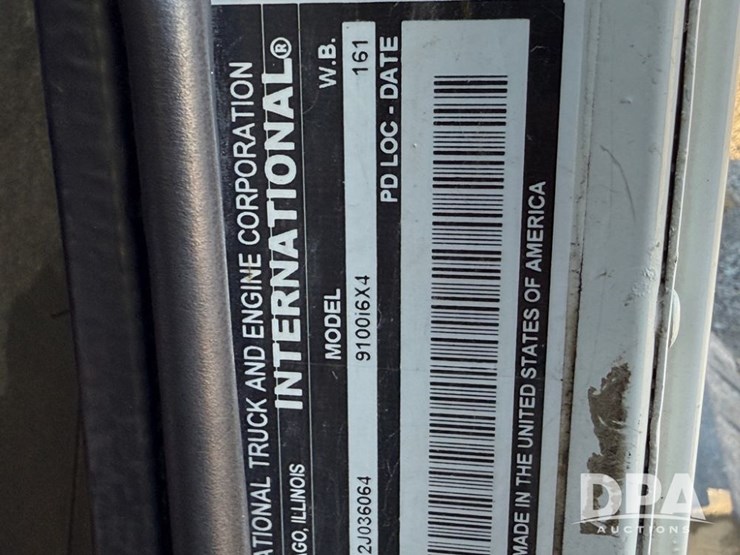 ATIONAL TRUCK AND ENGINE CORPORATION
GO, ILLINOIS INTERNATIONAL®
MODEL W.B.
2J036064 9100i6X4 161
PD LOC - DATE
MADE IN THE UNITED STATES OF AMERICA
DPA
AUCTIONS